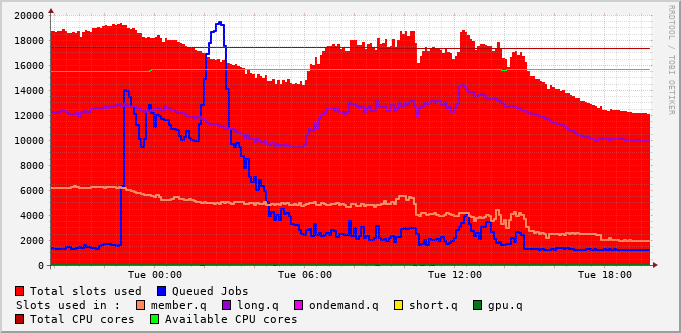 RRDTOOL / TOBI OETIKER
20000
18000
16000
14000
12000
10000
8000
6000
4000
2000
0
Tue 00:00 Tue 06:00 Tue 12:00 Tue 18:00
Total slots used Queued Jobs
Slots used in : member.q long.q ondemand.q short.q gpu.q
Total CPU cores Available CPU cores